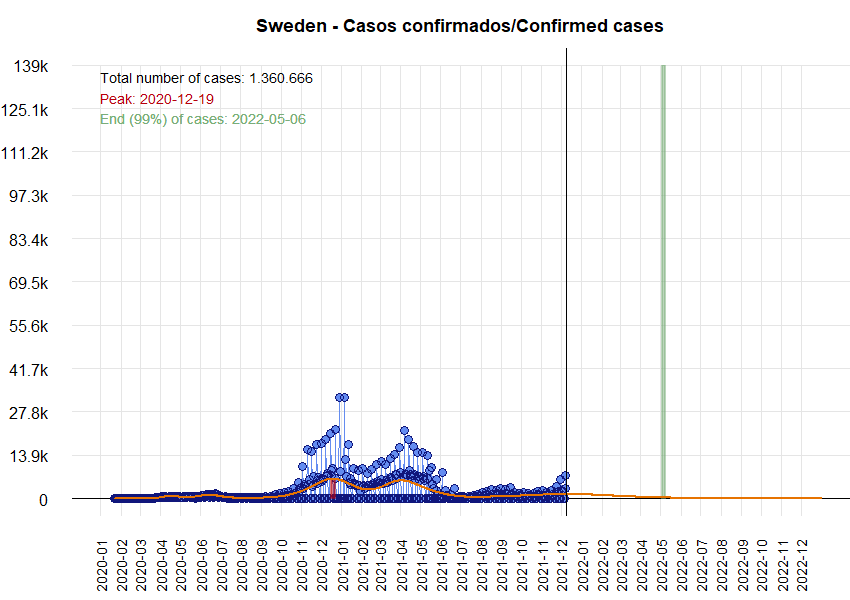 Sweden - Casos confirmados/Confirmed cases
139k
125.1k
111.2k
97.3k
83.4k
69.5k
55.6k
41.7k
27.8k
13.9k
0
Total number of cases: 1.360.666
Peak: 2020-12-19
End (99%) of cases: 2022-05-06
2020-01
2020-02
2020-03
2020-04
2020-05
2020-06
2020-07
2020-08
2020-09
2020-10
2020-11
2020-12
2021-01
2021-02
2021-03
2021-04
2021-05
2021-06
2021-07
2021-08
2021-09
2021-10
2021-11
2021-12
2022-01
2022-02
2022-03
2022-04
2022-05
2022-06
2022-07
2022-08
2022-09
2022-10
2022-11
2022-12